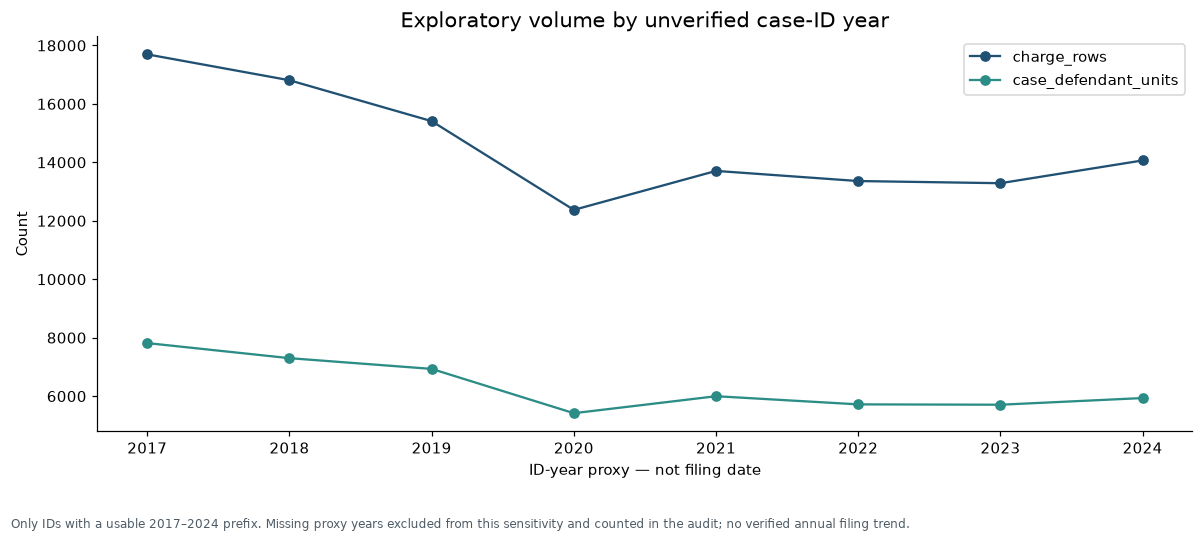 Exploratory volume by unverified case-ID year
18000
16000
14000
12000
10000
8000
6000
Count
charge_rows
case_defendant_units
2017 2018 2019 2020 2021 2022 2023 2024
ID-year proxy — not filing date
Only IDs with a usable 2017–2024 prefix. Missing proxy years excluded from this sensitivity and counted in the audit; no verified annual filing trend.